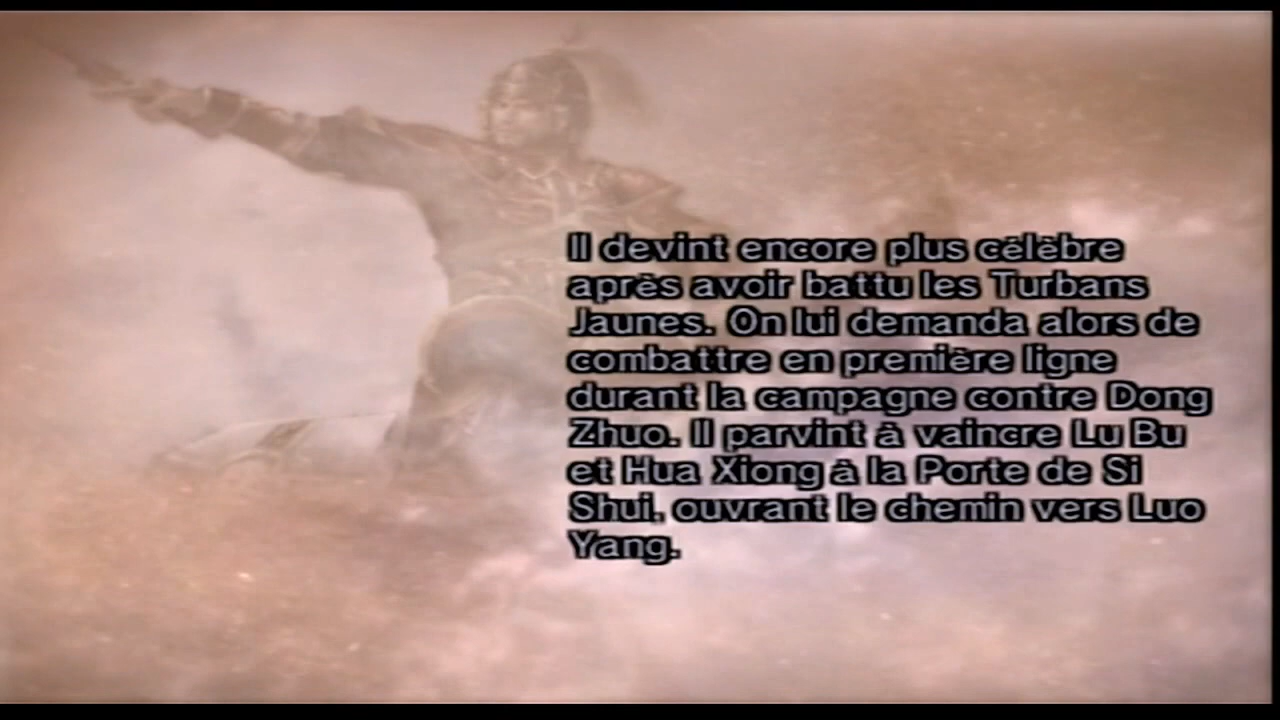 Il devint encore plus célèbre
après avoir battu les Turbans
Jaunes. On lui demanda alors de
combattre en première ligne
durant la campagne contre Dong
Zhuo. Il parvint à vaincre Lu Bu
et Hua Xiong à la Porte de Si
Shui, ouvrant le chemin vers Luo
Yang.